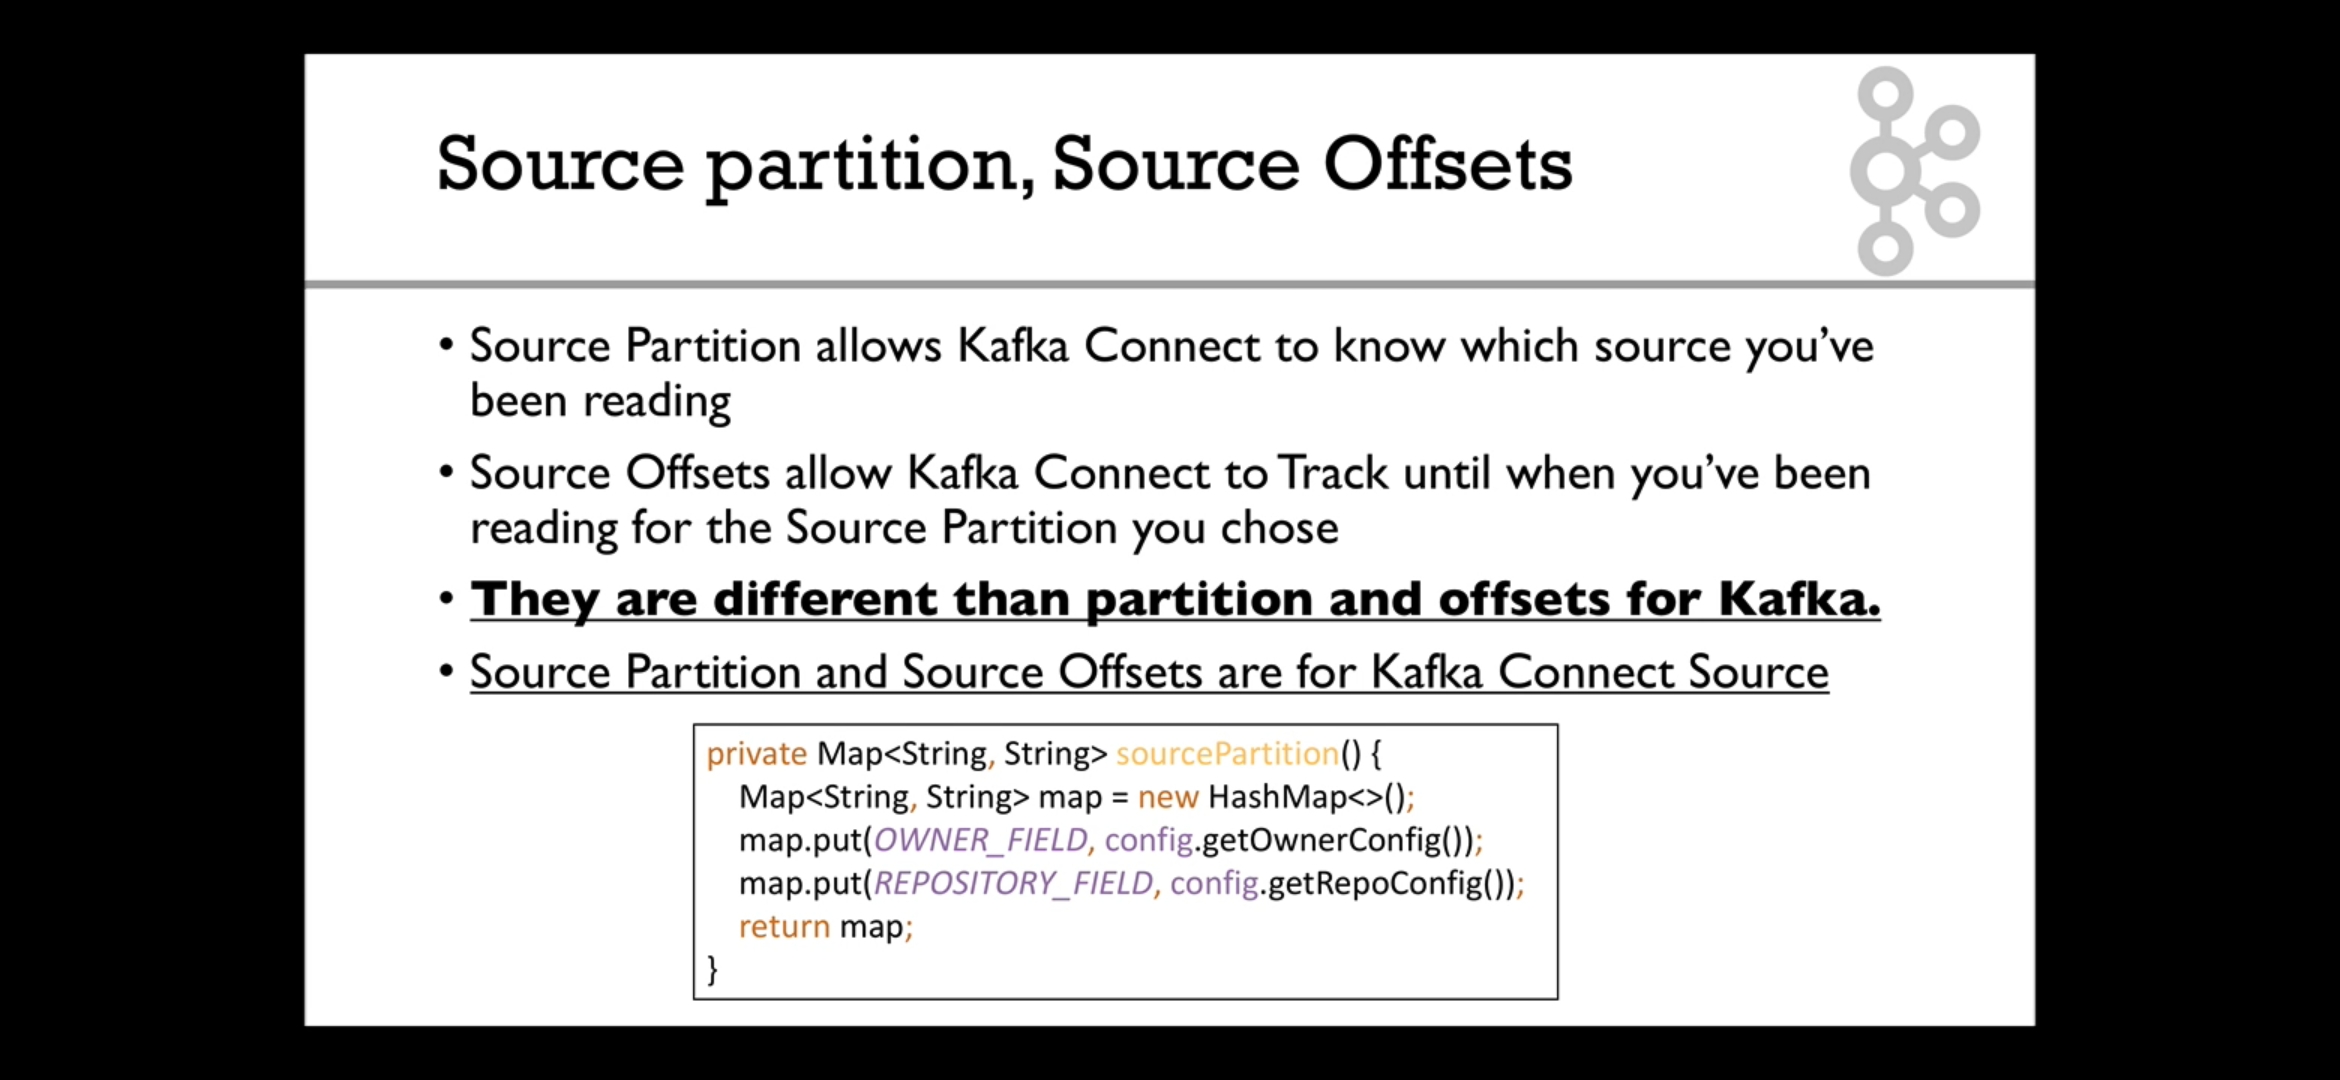 Source partition, Source Offsets
• Source Partition allows Kafka Connect to know which source you’ve
been reading
• Source Offsets allow Kafka Connect to Track until when you’ve been
reading for the Source Partition you chose
• They are different than partition and offsets for Kafka.
• Source Partition and Source Offsets are for Kafka Connect Source
private Map<String, String> sourcePartition() {
    Map<String, String> map = new HashMap<>();
    map.put(OWNER_FIELD, config.getOwnerConfig());
    map.put(REPOSITORY_FIELD, config.getRepoConfig());
    return map;
}